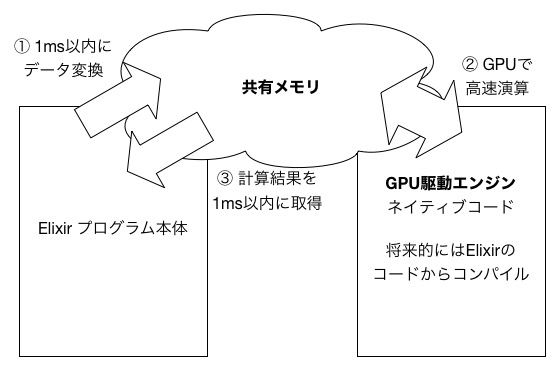 ① 1ms以内に
データ変換
共有メモリ
② GPUで
高速演算
③ 計算結果を
1ms以内に取得
Elixir プログラム本体
GPU駆動エンジン
ネイティブコード
将来的にはElixirの
コードからコンパイル